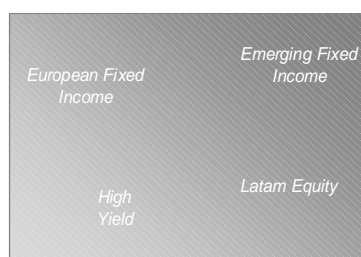 European Fixed
Income
Emerging Fixed
Income
High
Yield
Latam Equity